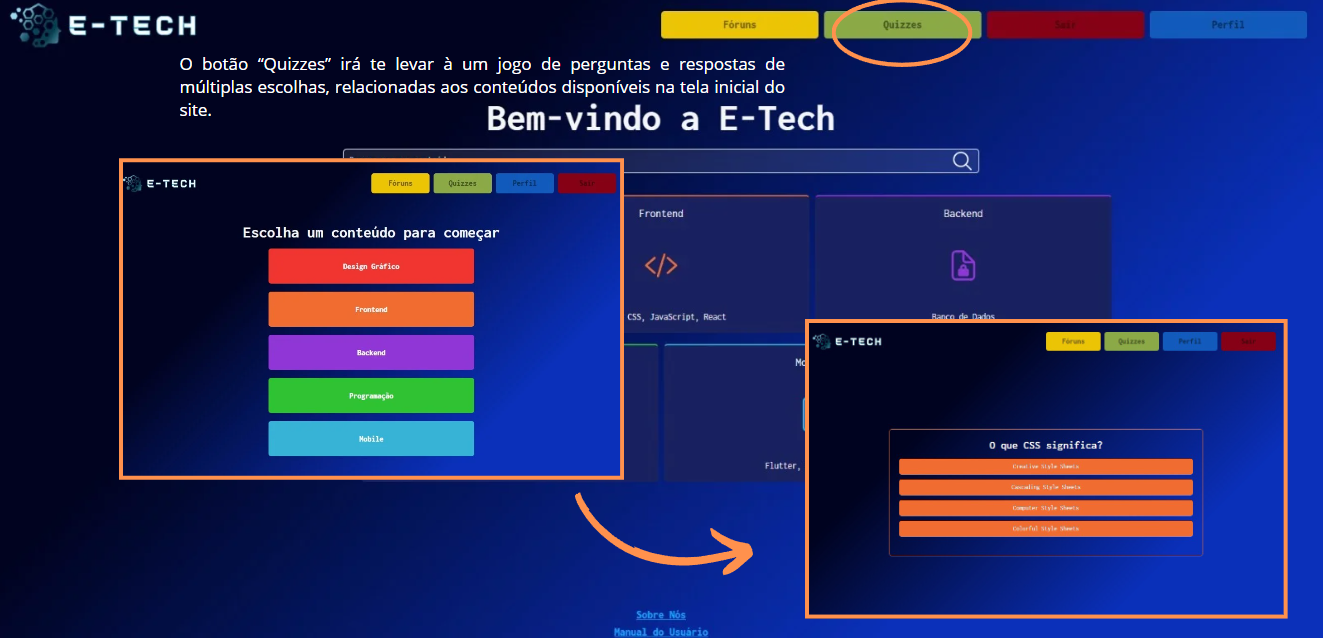 E-TECH
Fóruns
Quizzes
Sair
Perfil
O botão “Quizzes” irá te levar à um jogo de perguntas e respostas de
múltiplas escolhas, relacionadas aos conteúdos disponíveis na tela inicial do
site.
Bem-vindo a E-Tech
E-TECH
Fóruns
Quizzes
Perfil
Sair
Escolha um conteúdo para começar
Design Gráfico
Frontend
Backend
Programação
Mobile
Frontend
CSS, JavaScript, React
Backend
Banco de Dados
Mo
Flutter,
E-TECH
Fóruns
Quizzes
Perfil
Sair
O que CSS significa?
Creative Style Sheets
Cascading Style Sheets
Computer Style Sheets
Colorful Style Sheets
Sobre Nós
Manual do Usuário